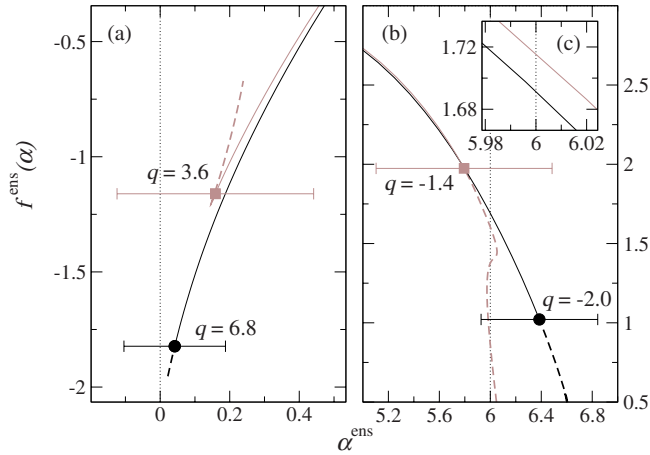 (a)
(b)
(c)
-0.5
-1
-1.5
-2
f^ens(α)
q = 3.6
q = 6.8
0
0.2
0.4
α^ens
1.72
1.68
5.98
6
6.02
q = -1.4
q = -2.0
2.5
2
1.5
1
0.5
5.2
5.6
6
6.4
6.8